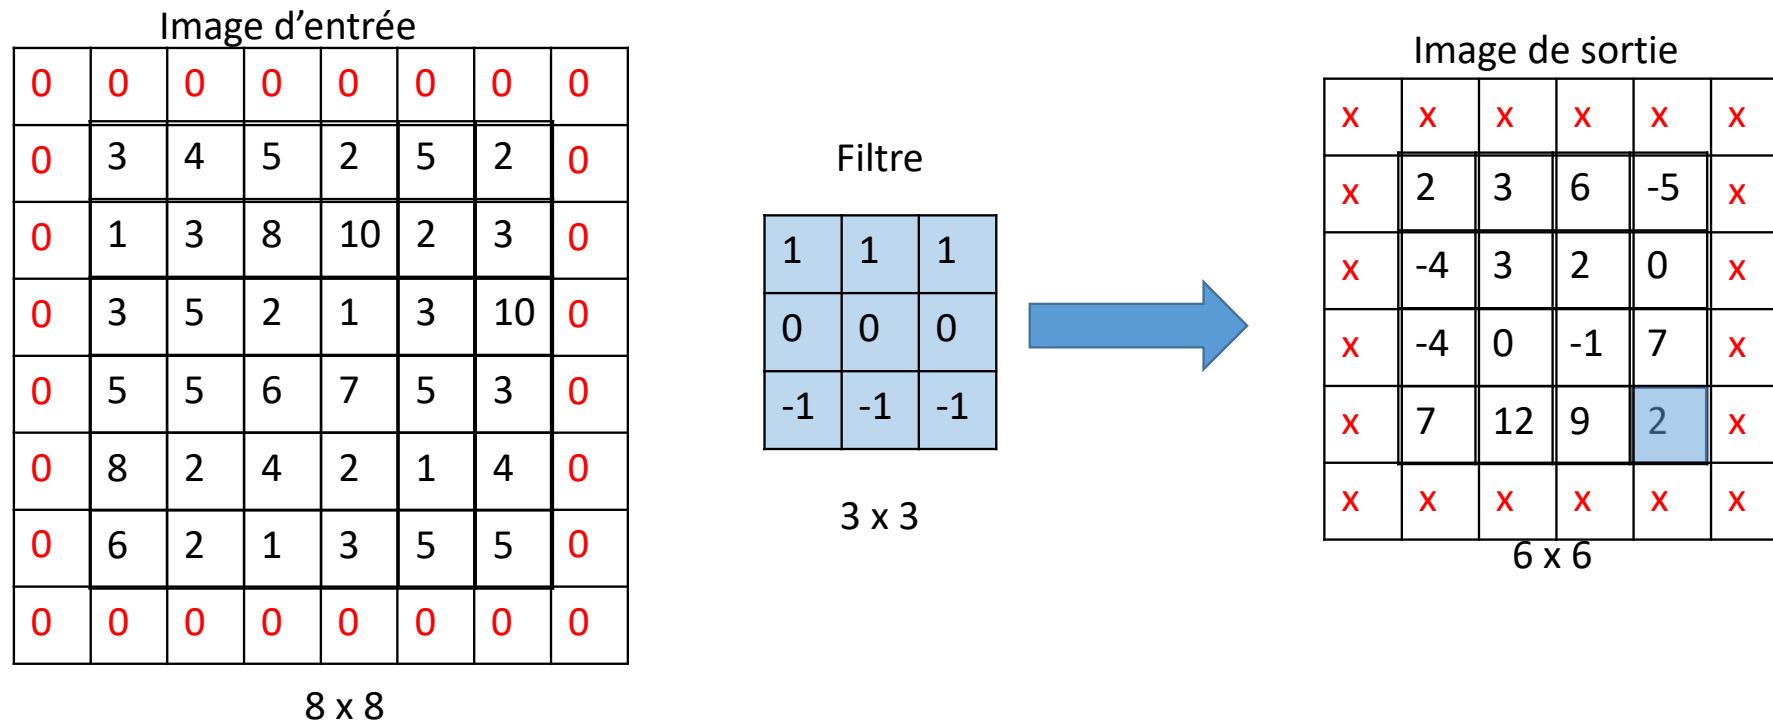 Image d’entrée
0 0 0 0 0 0 0 0
0 3 4 5 2 5 2 0
0 1 3 8 10 2 3 0
0 3 5 2 1 3 10 0
0 5 5 6 7 5 3 0
0 8 2 4 2 1 4 0
0 6 2 1 3 5 5 0
0 0 0 0 0 0 0 0
8 x 8
Filtre
1 1 1
0 0 0
-1 -1 -1
3 x 3
Image de sortie
x x x x x x
x 2 3 6 -5 x
x -4 3 2 0 x
x -4 0 -1 7 x
x 7 12 9 2 x
x x x x x x
6 x 6